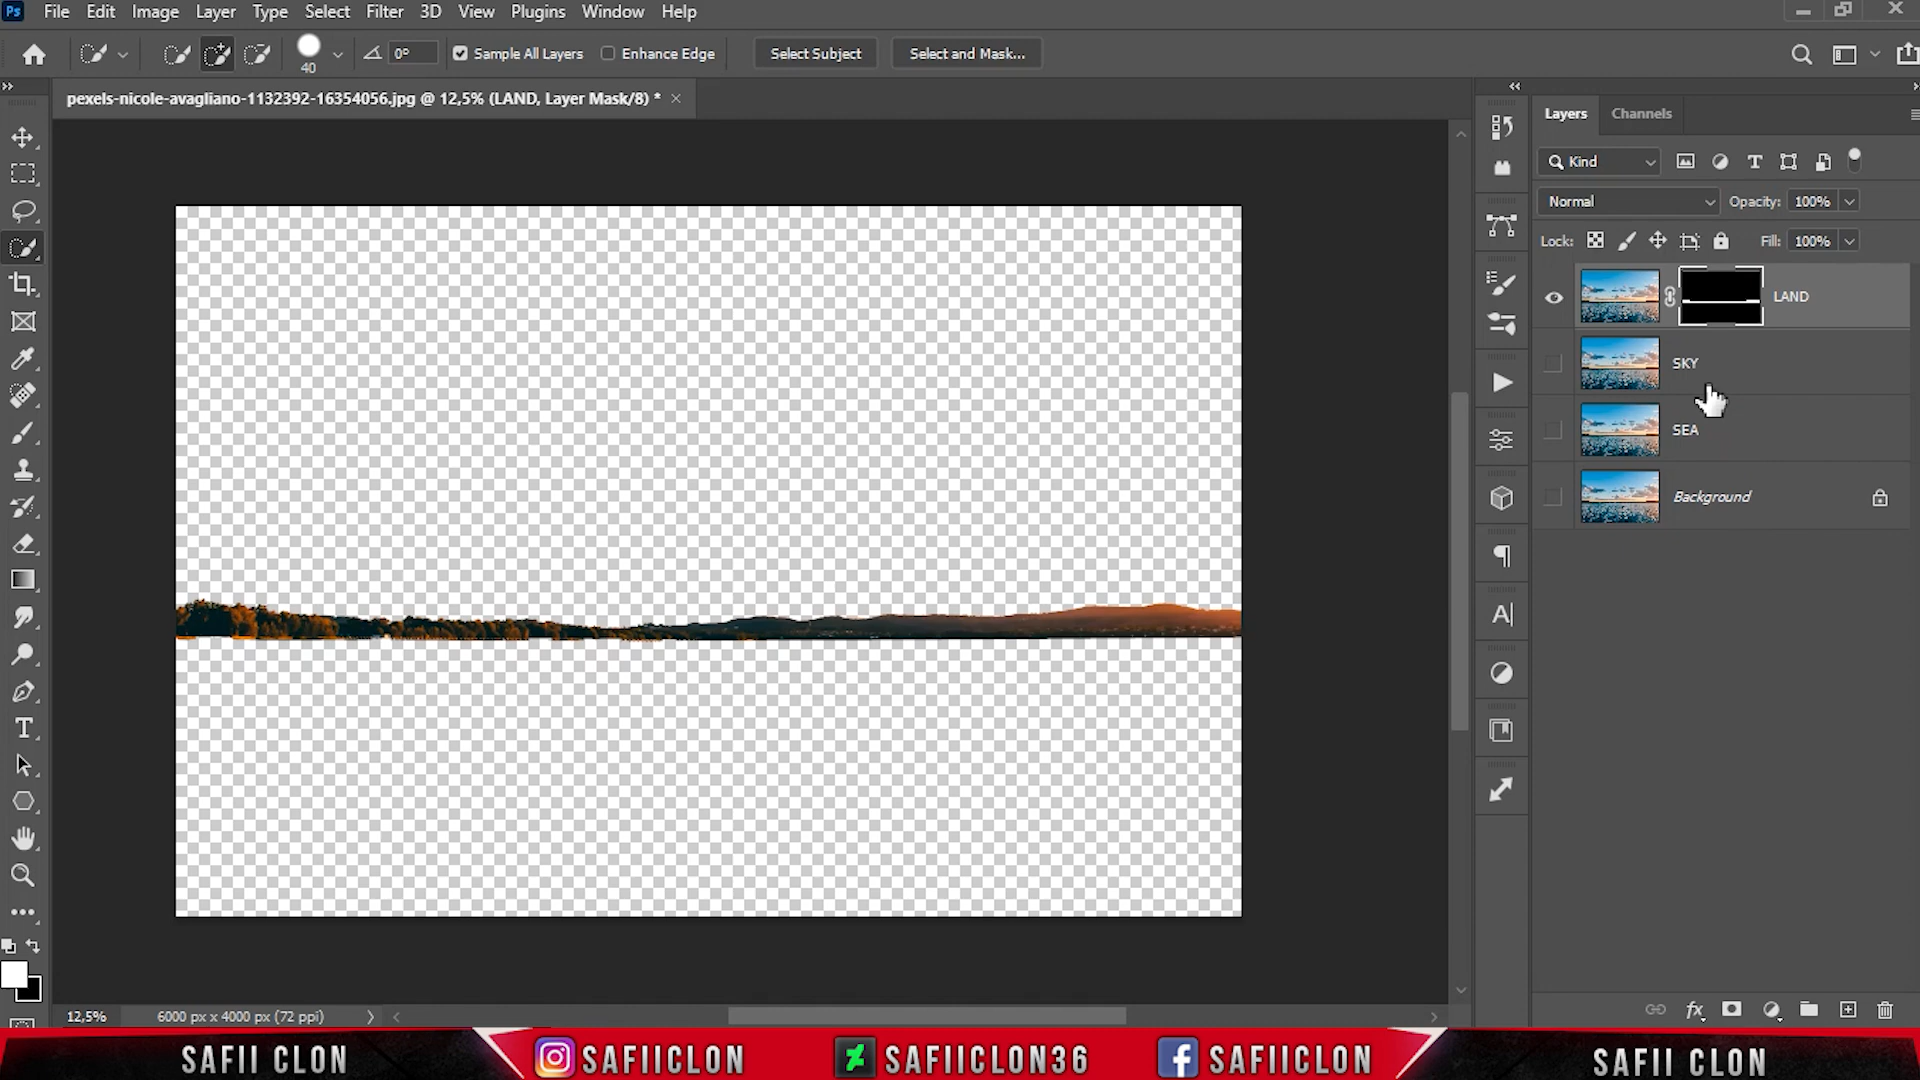 Ps File Edit Image Layer Type Select Filter 3D View Plugins Window Help
40 0° Sample All Layers Enhance Edge Select Subject Select and Mask...
pexels-nicole-avagliano-1132392-16354056.jpg @ 12,5% (LAND, Layer Mask/8) *
Layers Channels
Kind
Normal Opacity: 100%
Lock: Fill: 100%
LAND
SKY
SEA
Background
12,5% 6000 px x 4000 px (72 ppi)
SAFII CLON SAFIICLON SAFIICLON36 SAFIICLON SAFII CLON